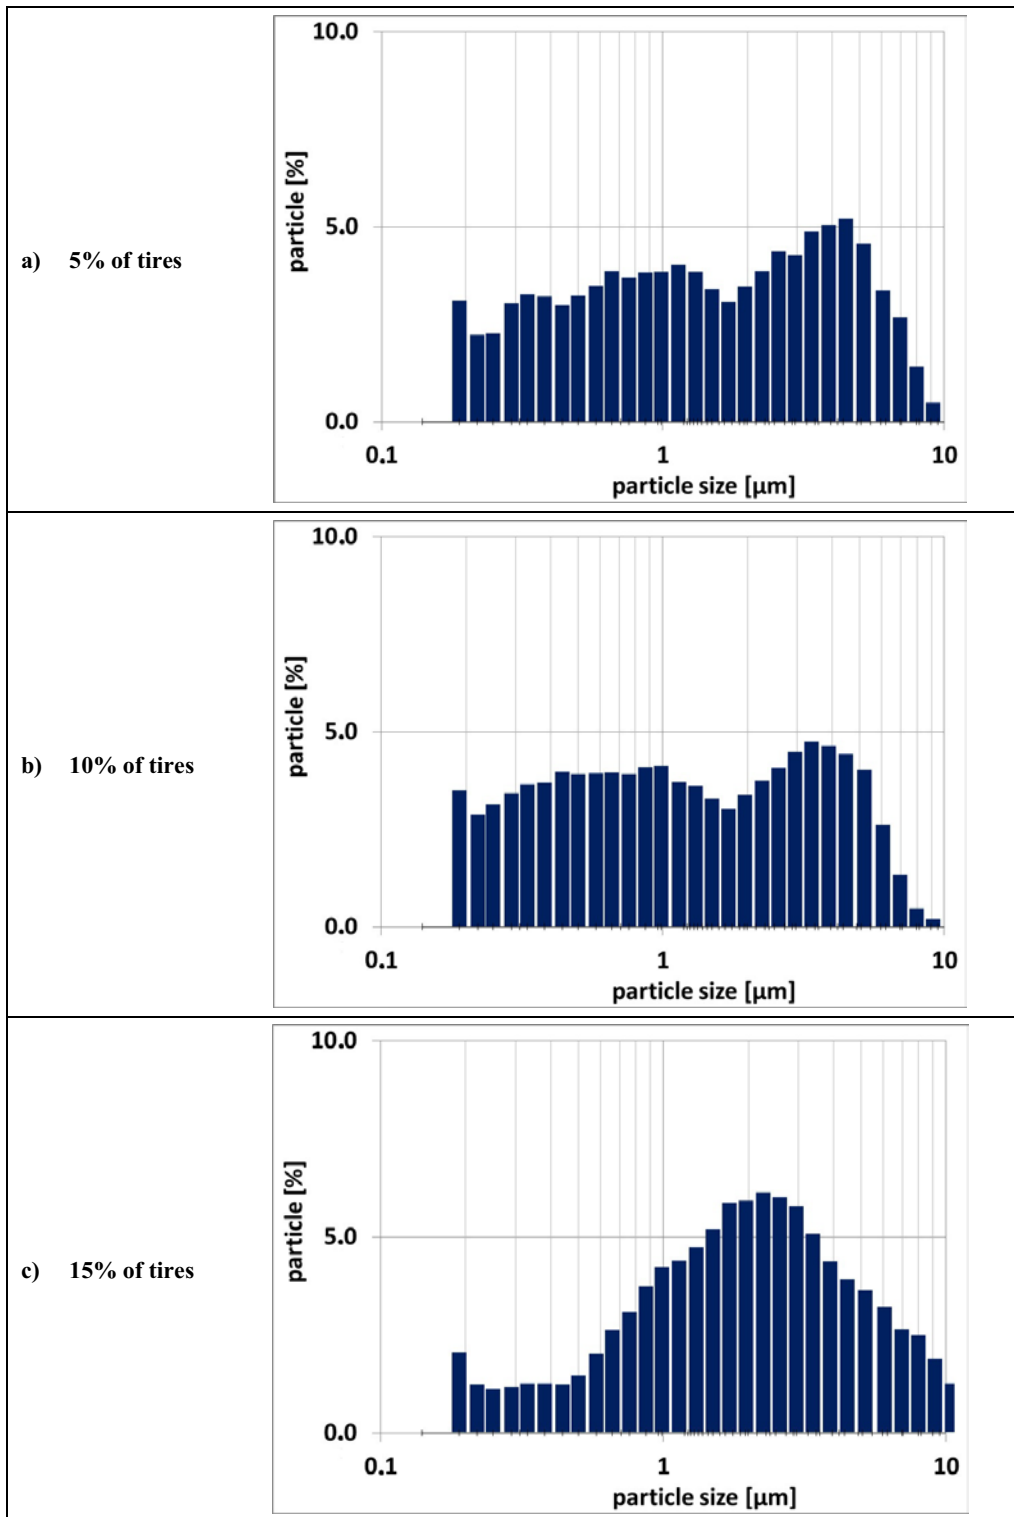 10.0
particle [%]
5.0
a) 5% of tires
0.0
0.1 1 10
particle size [µm]
10.0
particle [%]
5.0
b) 10% of tires
0.0
0.1 1 10
particle size [µm]
10.0
particle [%]
5.0
c) 15% of tires
0.0
0.1 1 10
particle size [µm]